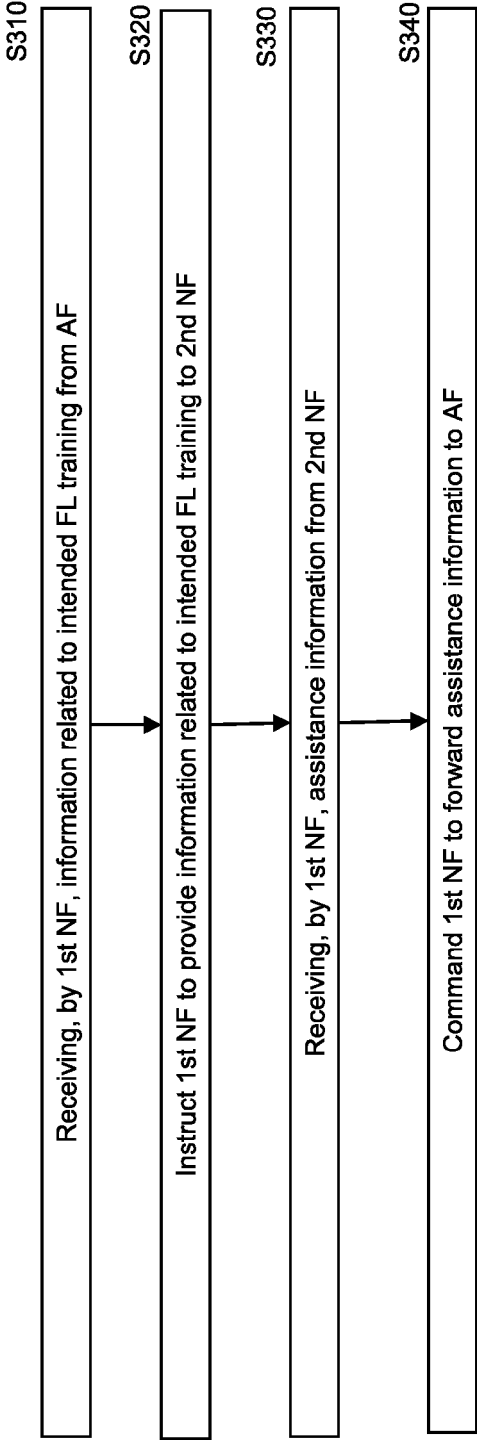 S310
Receiving, by 1st NF, information related to intended FL training from AF
S320
Instruct 1st NF to provide information related to intended FL training to 2nd NF
S330
Receiving, by 1st NF, assistance information from 2nd NF
S340
Command 1st NF to forward assistance information to AF